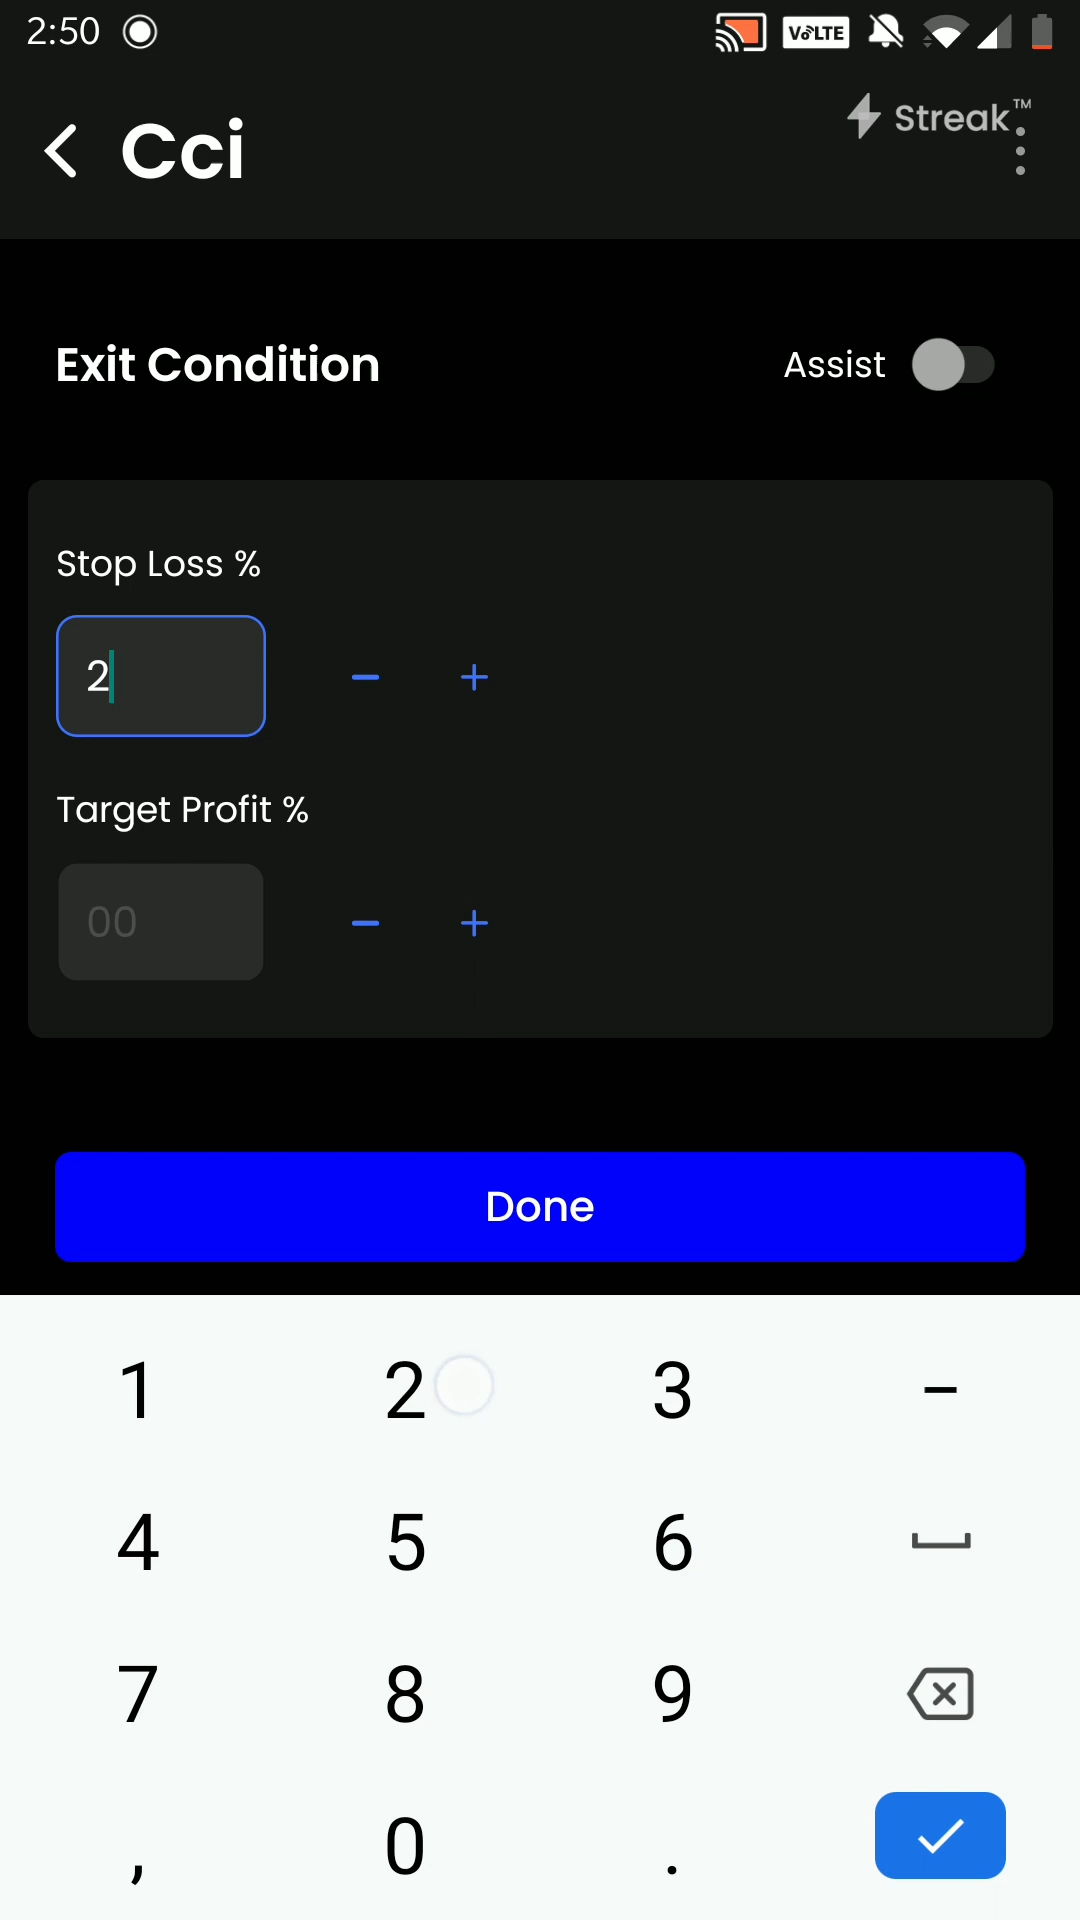 2:50
VoLTE
Cci
Streak™
Exit Condition
Assist
Stop Loss %
2
Target Profit %
00
Done
1 2 3 –
4 5 6
7 8 9
, 0 .